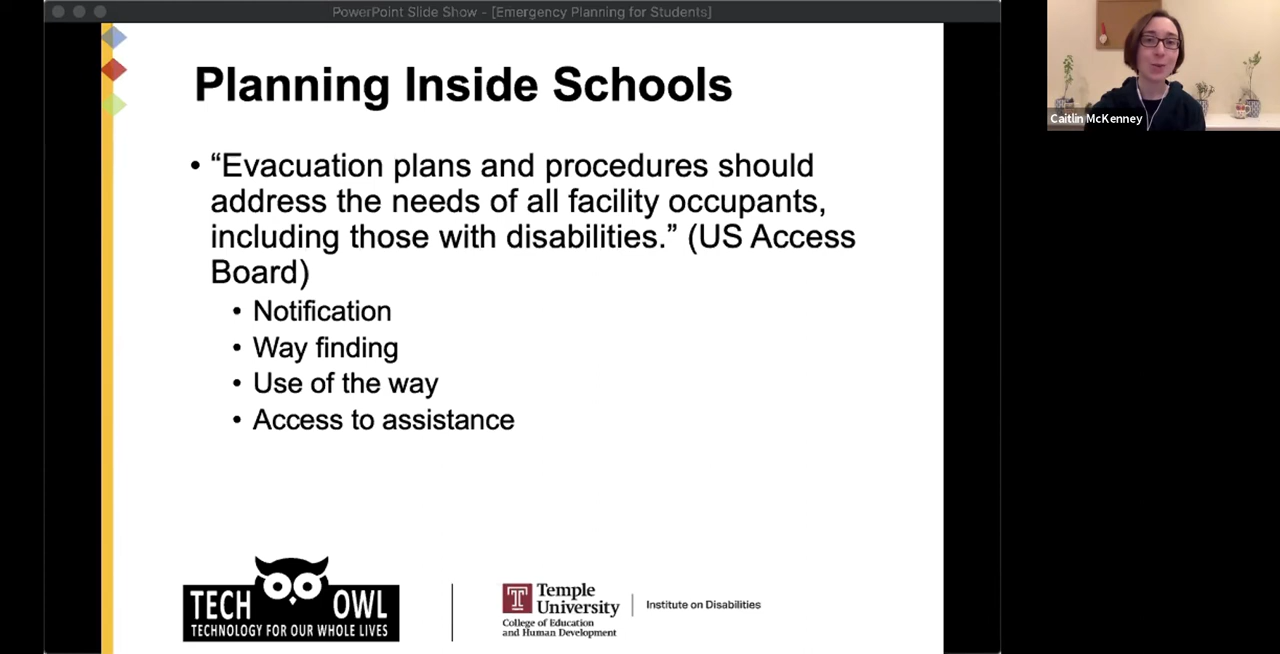 PowerPoint Slide Show - [Emergency Planning for Students]
Planning Inside Schools
• “Evacuation plans and procedures should
address the needs of all facility occupants,
including those with disabilities.” (US Access
Board)
• Notification
• Way finding
• Use of the way
• Access to assistance
TECH OWL
TECHNOLOGY FOR OUR WHOLE LIVES
T
Temple
University
College of Education
and Human Development
Institute on Disabilities
Caitlin McKenney